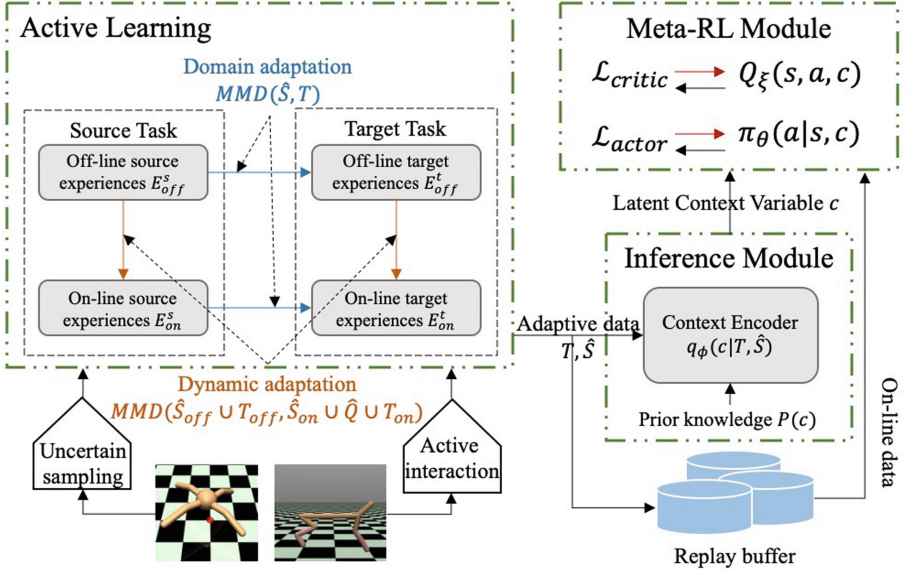 Active Learning
Domain adaptation
MMD(Ŝ, T)
Source Task
Target Task
Off-line source
experiences E^s_off
Off-line target
experiences E^t_off
On-line source
experiences E^s_on
On-line target
experiences E^t_on
Dynamic adaptation
MMD(Ŝ_off ∪ T_off, Ŝ_on ∪ Q̂ ∪ T_on)
Uncertain
sampling
Active
interaction
Meta-RL Module
ℒ_critic
Q_ξ(s, a, c)
ℒ_actor
π_θ(a|s, c)
Latent Context Variable c
Inference Module
Context Encoder
q_ϕ(c|T, Ŝ)
Prior knowledge P(c)
Adaptive data
T, Ŝ
On-line data
Replay buffer